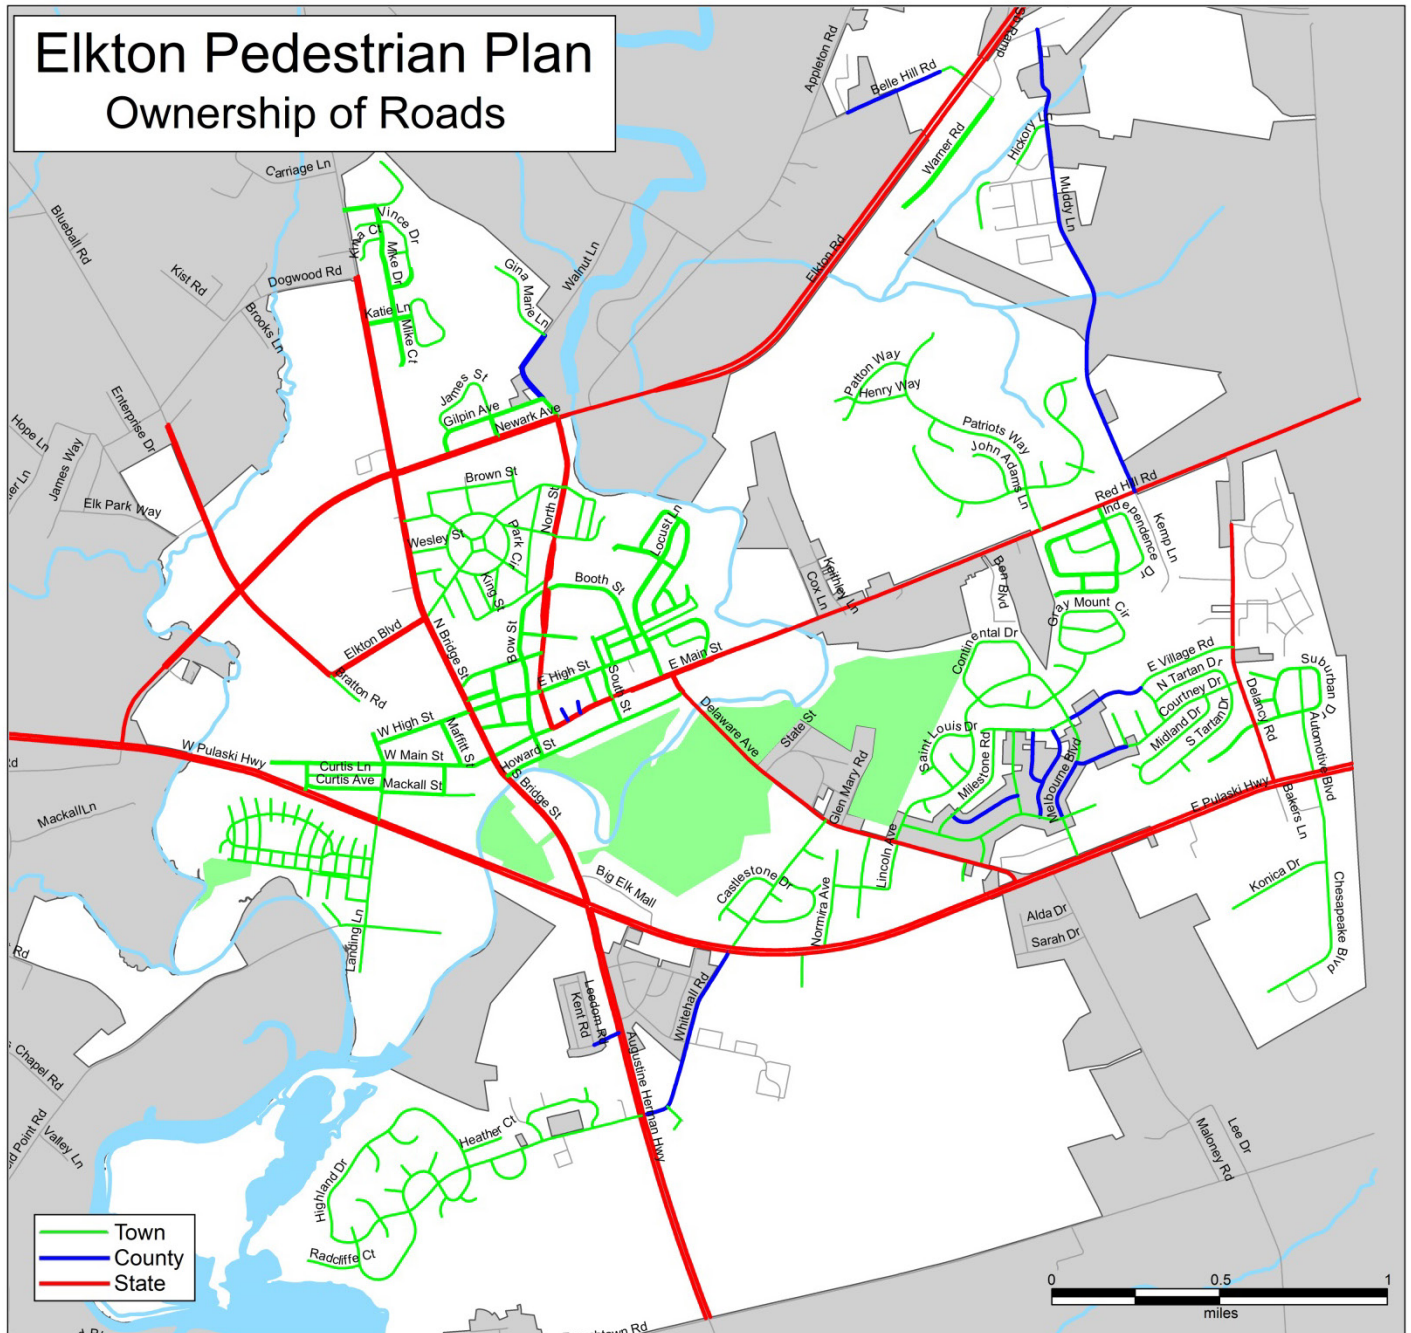 Elkton Pedestrian Plan
Ownership of Roads
Appleton Rd
Ramp
Belle Hill Rd
Warner Rd
Hickory Ln
Muddy Ln
Carriage Ln
Blueball Rd
Kist Rd
Dogwood Rd
Brooks Ln
Vince Dr
Kina Ct
Mike Dr
Katie Ln
Mike Ct
Gina Marie Ln
Walnut Ln
Elkton Rd
James St
Gilpin Ave
Newark Ave
Patton Way
Henry Way
Patriots Way
John Adams Ln
Red Hill Rd
Independence Dr
Kemp Ln
Hope Ln
James Way
Enterprise Dr
Elk Park Way
Brown St
North St
Wesley St
Park Cir
King St
Locust Ln
Booth St
Bow St
Keithley Ln
Cox Ln
Ben Blvd
Gray Mount Cir
Continental Dr
Elkton Blvd
Bratton Rd
N Bridge St
E High St
South St
E Main St
E Village Rd
N Tartan Dr
Courtney Dr
Midland Dr
S Tartan Dr
Delancy Rd
Suburban Dr
Automotive Blvd
W High St
Maffitt St
W Main St
Howard St
Delaware Ave
State St
Saint Louis Dr
Milestone Rd
Melbourne Blvd
Glen Mary Rd
W Pulaski Hwy
Curtis Ln
Curtis Ave
Mackall St
S Bridge St
Mackall Ln
E Pulaski Hwy
Bakers Ln
Lincoln Ave
Konica Dr
Chesapeake Blvd
Big Elk Mall
Castlestone Dr
Normira Ave
Alda Dr
Sarah Dr
Landing Ln
Rd
Leedom Rd
Kent Rd
Whitehall Rd
Augustine Herman Hwy
Chapel Rd
Point Rd
Valley Ln
Heather Ct
Highland Dr
Radcliffe Ct
Lee Dr
Maloney Rd
Town
County
State
0 0.5 1
miles